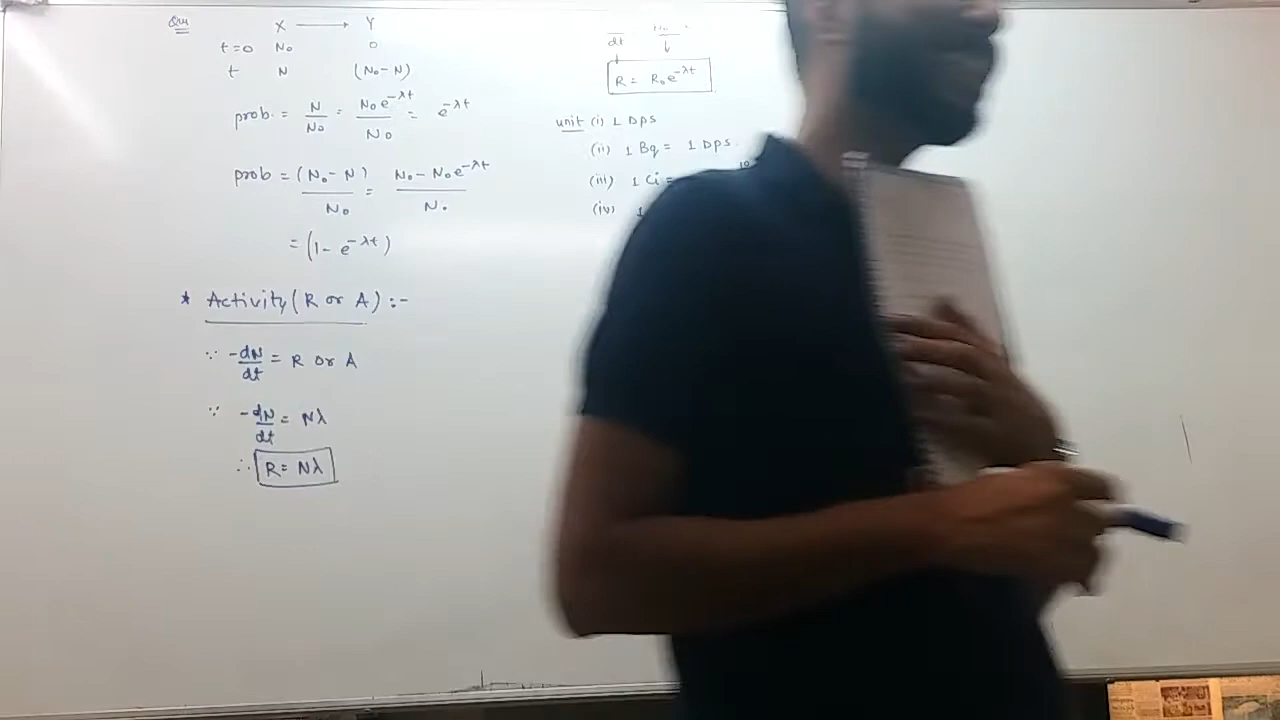 Que X ⟶ Y
t=0 N₀ 0
t N (N₀-N)
prob. = N/N₀ = N₀e^-λt/N₀ = e^-λt
prob = (N₀-N)/N₀ = N₀-N₀e^-λt/N₀
= (1-e^-λt)
* Activity (R or A) :-
∵ -dN/dt = R or A
∵ -dN/dt = Nλ
∴ R = Nλ
dt
R = R₀e^-λt
unit (i) 1 Dps
(ii) 1 Bq = 1 Dps.
(iii) 1 Ci =
(iv) 1